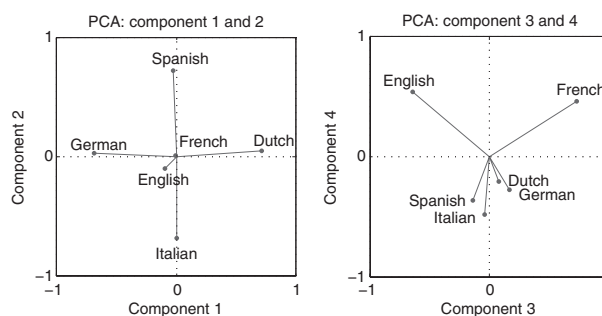 PCA: component 1 and 2
1
Spanish
German
French
Dutch
0
English
Italian
−1
−1
0
1
Component 1
Component 2
PCA: component 3 and 4
1
English
French
0
Dutch
Spanish
German
Italian
−1
−1
0
1
Component 3
Component 4